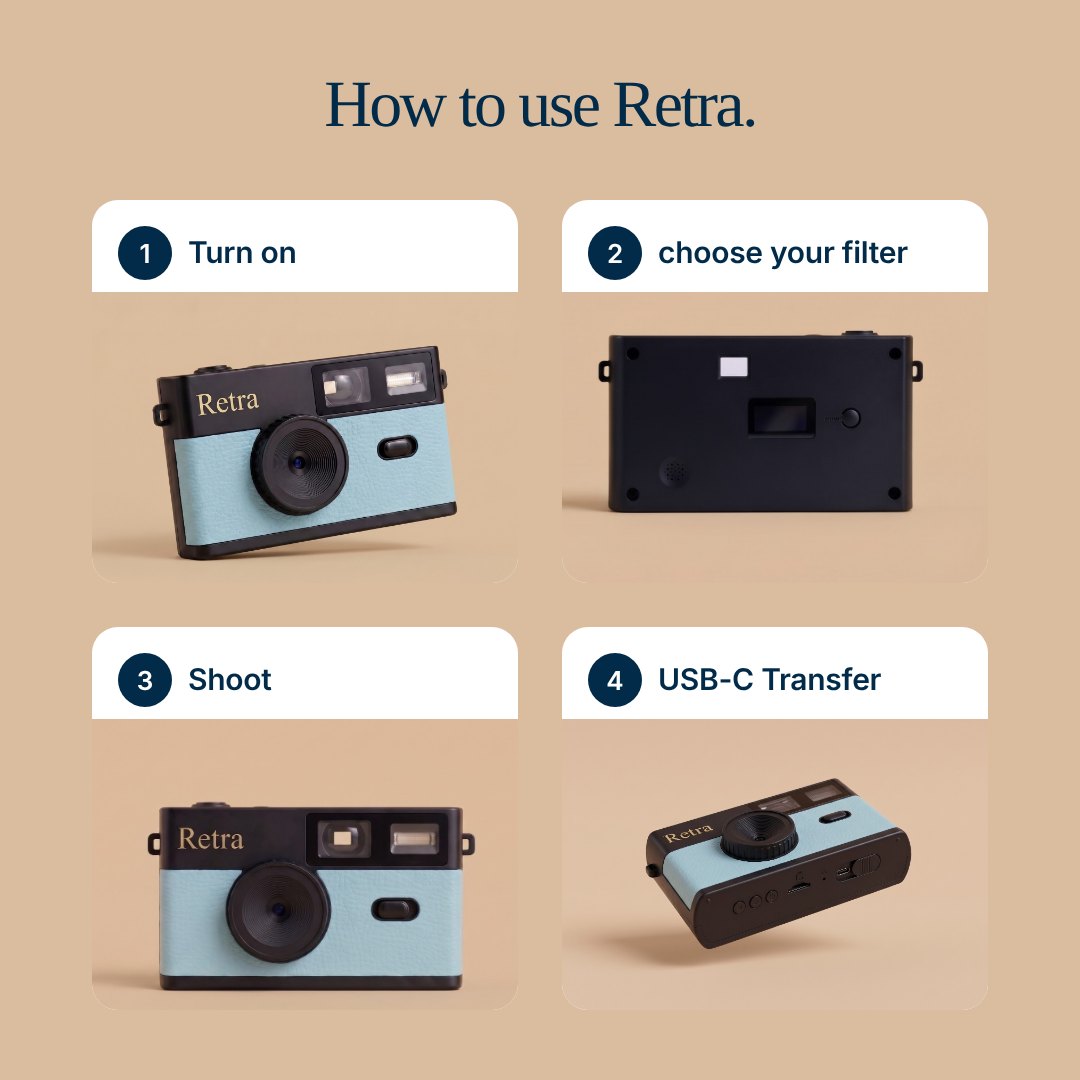 How to use Retra.
1 Turn on
2 choose your filter
Retra
3 Shoot
4 USB-C Transfer
Retra
Retra